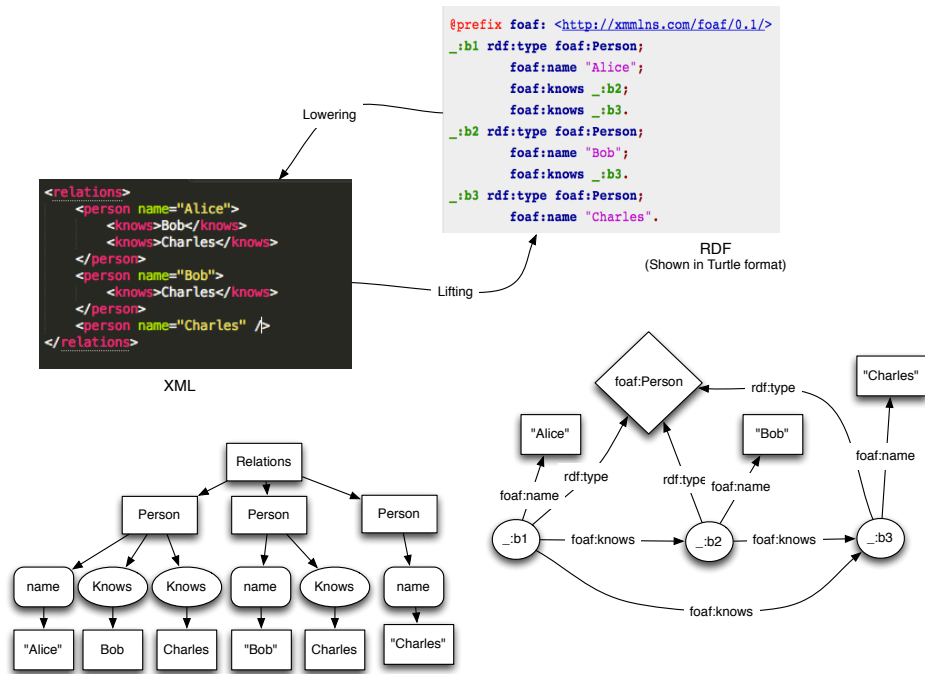 @prefix foaf: <http://xmmlns.com/foaf/0.1/>
_:b1 rdf:type foaf:Person;
foaf:name "Alice";
foaf:knows _:b2;
foaf:knows _:b3.
_:b2 rdf:type foaf:Person;
foaf:name "Bob";
foaf:knows _:b3.
_:b3 rdf:type foaf:Person;
foaf:name "Charles".
RDF
(Shown in Turtle format)
Lowering
Lifting
<relations>
<person name="Alice">
<knows>Bob</knows>
<knows>Charles</knows>
</person>
<person name="Bob">
<knows>Charles</knows>
</person>
<person name="Charles" />
</relations>
XML
Relations
Person
Person
Person
name
Knows
Knows
name
Knows
name
"Alice"
Bob
Charles
"Bob"
Charles
"Charles"
foaf:Person
rdf:type
"Charles"
"Alice"
"Bob"
foaf:name
rdf:type
rdf:type
foaf:name
foaf:name
_:b1
foaf:knows
_:b2
foaf:knows
_:b3
foaf:knows